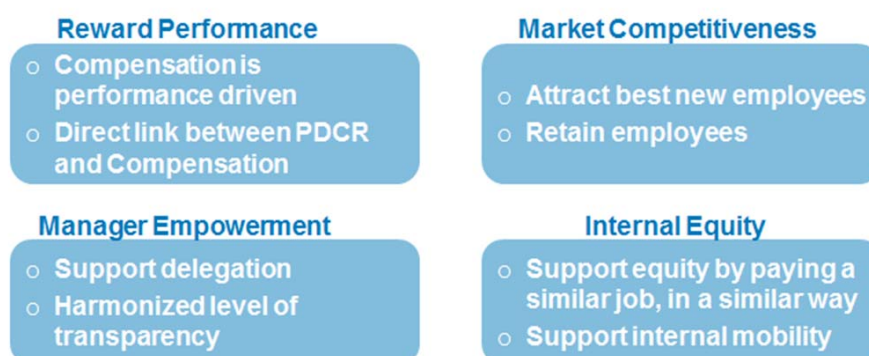 Reward Performance
○ Compensation is
performance driven
○ Direct link between PDCR
and Compensation
Market Competitiveness
○ Attract best new employees
○ Retain employees
Manager Empowerment
○ Support delegation
○ Harmonized level of
transparency
Internal Equity
○ Support equity by paying a
similar job, in a similar way
○ Support internal mobility